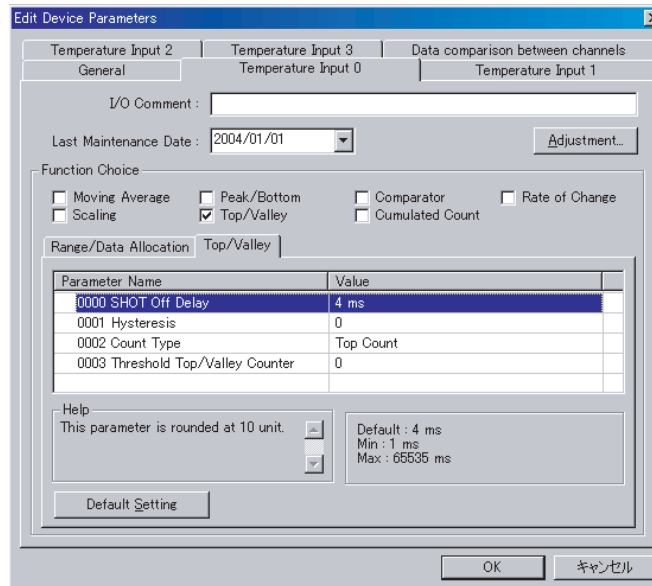 Edit Device Parameters
Temperature Input 2 Temperature Input 3 Data comparison between channels
General Temperature Input 0 Temperature Input 1
I/O Comment :
Last Maintenance Date : 2004/01/01 Adjustment...
Function Choice
Moving Average Peak/Bottom Comparator Rate of Change
Scaling Top/Valley Cumulated Count
Range/Data Allocation Top/Valley
Parameter Name Value
0000 SHOT Off Delay 4 ms
0001 Hysteresis 0
0002 Count Type Top Count
0003 Threshold Top/Valley Counter 0
Help
This parameter is rounded at 10 unit.
Default : 4 ms
Min : 1 ms
Max : 65535 ms
Default Setting
OK キャンセル